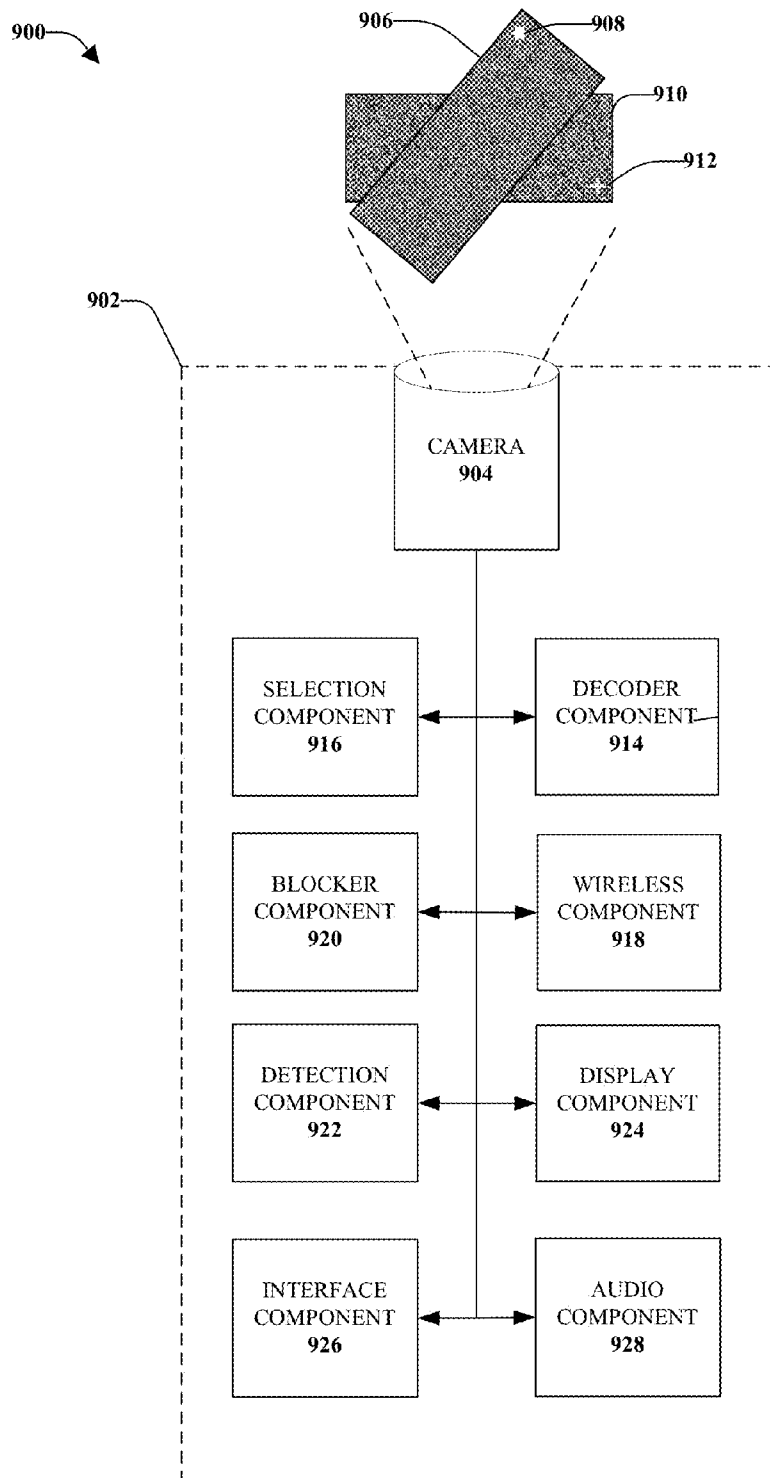 900
906
908
910
912
902
CAMERA
904
SELECTION
COMPONENT
916
DECODER
COMPONENT
914
BLOCKER
COMPONENT
920
WIRELESS
COMPONENT
918
DETECTION
COMPONENT
922
DISPLAY
COMPONENT
924
INTERFACE
COMPONENT
926
AUDIO
COMPONENT
928